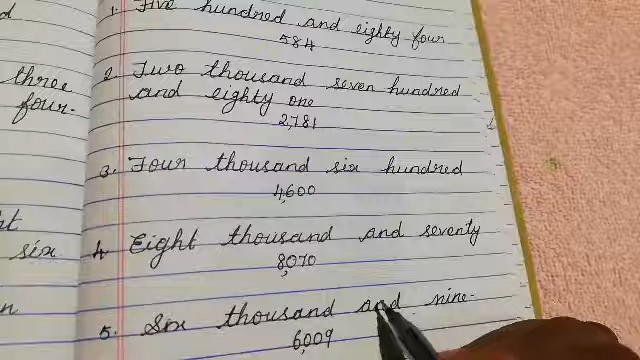 d
three
four.
ht
six
n
1. Five hundred and eighty four
584
2. Two thousand seven hundred
and eighty one
2,781
3. Four thousand six hundred
4,600
4. Eight thousand and seventy
8,070
5. Six thousand and nine.
6,009